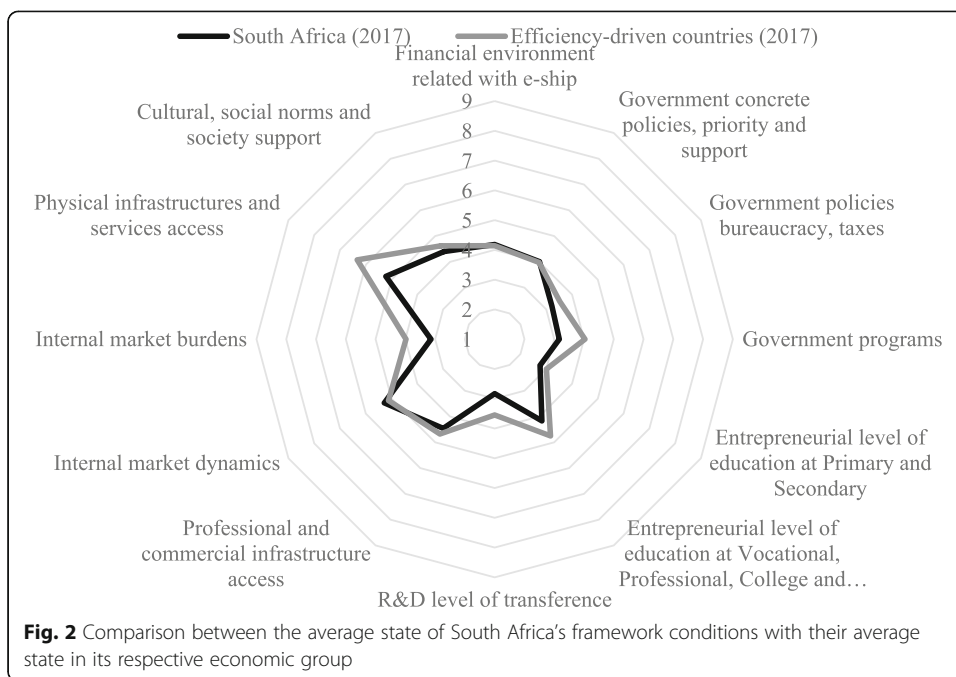 South Africa (2017) Efficiency-driven countries (2017)
Financial environment
related with e-ship
Government concrete
policies, priority and
support
Government policies
bureaucracy, taxes
Government programs
Entrepreneurial level of
education at Primary and
Secondary
Entrepreneurial level of
education at Vocational,
Professional, College and…
R&D level of transference
Professional and
commercial infrastructure
access
Internal market dynamics
Internal market burdens
Physical infrastructures and
services access
Cultural, social norms and
society support
9
8
7
6
5
4
3
2
1
Fig. 2 Comparison between the average state of South Africa’s framework conditions with their average
state in its respective economic group